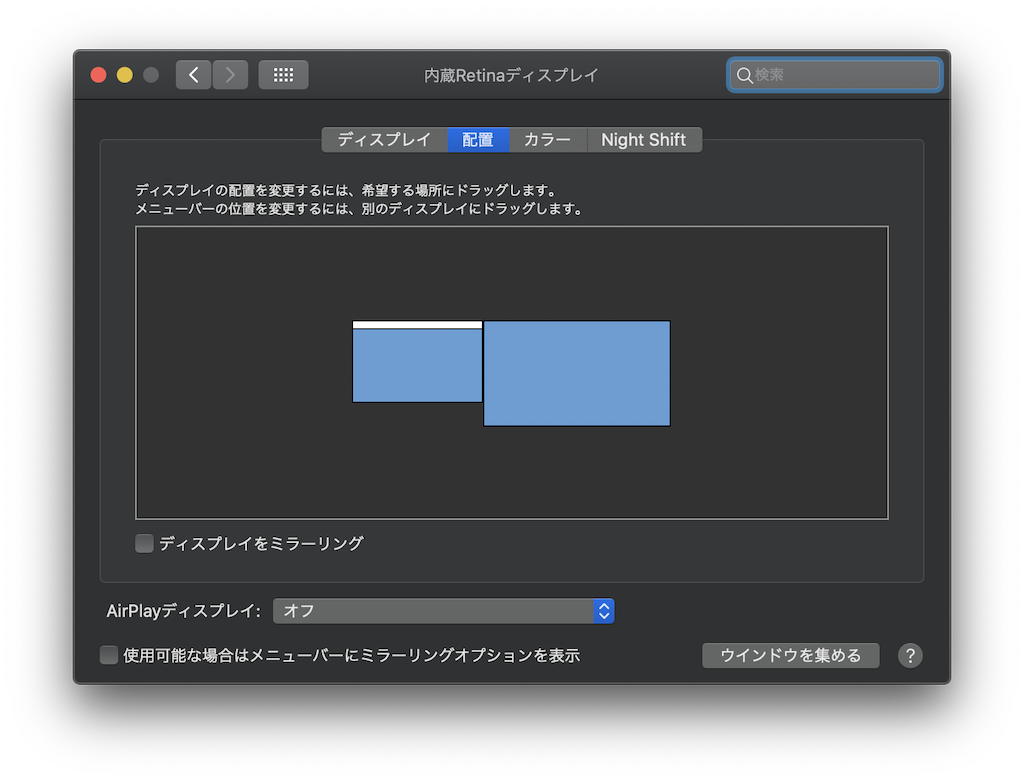 内蔵Retinaディスプレイ
検索
ディスプレイ 配置 カラー Night Shift
ディスプレイの配置を変更するには、希望する場所にドラッグします。
メニューバーの位置を変更するには、別のディスプレイにドラッグします。
ディスプレイをミラーリング
AirPlayディスプレイ: オフ
使用可能な場合はメニューバーにミラーリングオプションを表示
ウインドウを集める ?